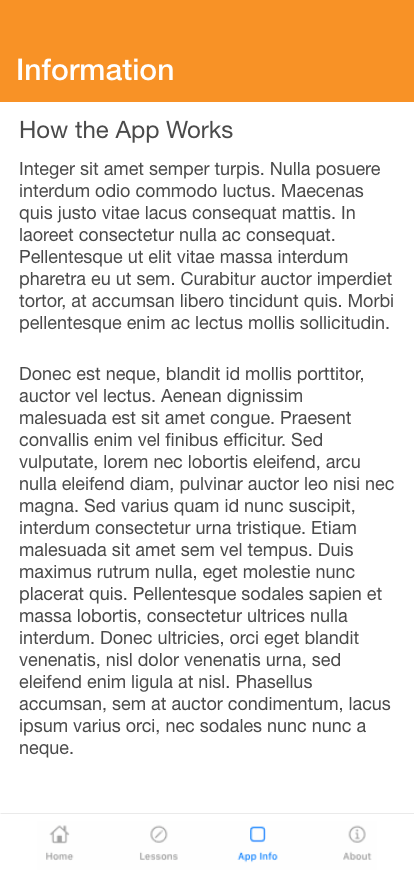 Information
How the App Works
Integer sit amet semper turpis. Nulla posuere
interdum odio commodo luctus. Maecenas
quis justo vitae lacus consequat mattis. In
laoreet consectetur nulla ac consequat.
Pellentesque ut elit vitae massa interdum
pharetra eu ut sem. Curabitur auctor imperdiet
tortor, at accumsan libero tincidunt quis. Morbi
pellentesque enim ac lectus mollis sollicitudin.
Donec est neque, blandit id mollis porttitor,
auctor vel lectus. Aenean dignissim
malesuada est sit amet congue. Praesent
convallis enim vel finibus efficitur. Sed
vulputate, lorem nec lobortis eleifend, arcu
nulla eleifend diam, pulvinar auctor leo nisi nec
magna. Sed varius quam id nunc suscipit,
interdum consectetur urna tristique. Etiam
malesuada sit amet sem vel tempus. Duis
maximus rutrum nulla, eget molestie nunc
placerat quis. Pellentesque sodales sapien et
massa lobortis, consectetur ultrices nulla
interdum. Donec ultricies, orci eget blandit
venenatis, nisl dolor venenatis urna, sed
eleifend enim ligula at nisl. Phasellus
accumsan, sem at auctor condimentum, lacus
ipsum varius orci, nec sodales nunc nunc a
neque.
Home Lessons App Info About